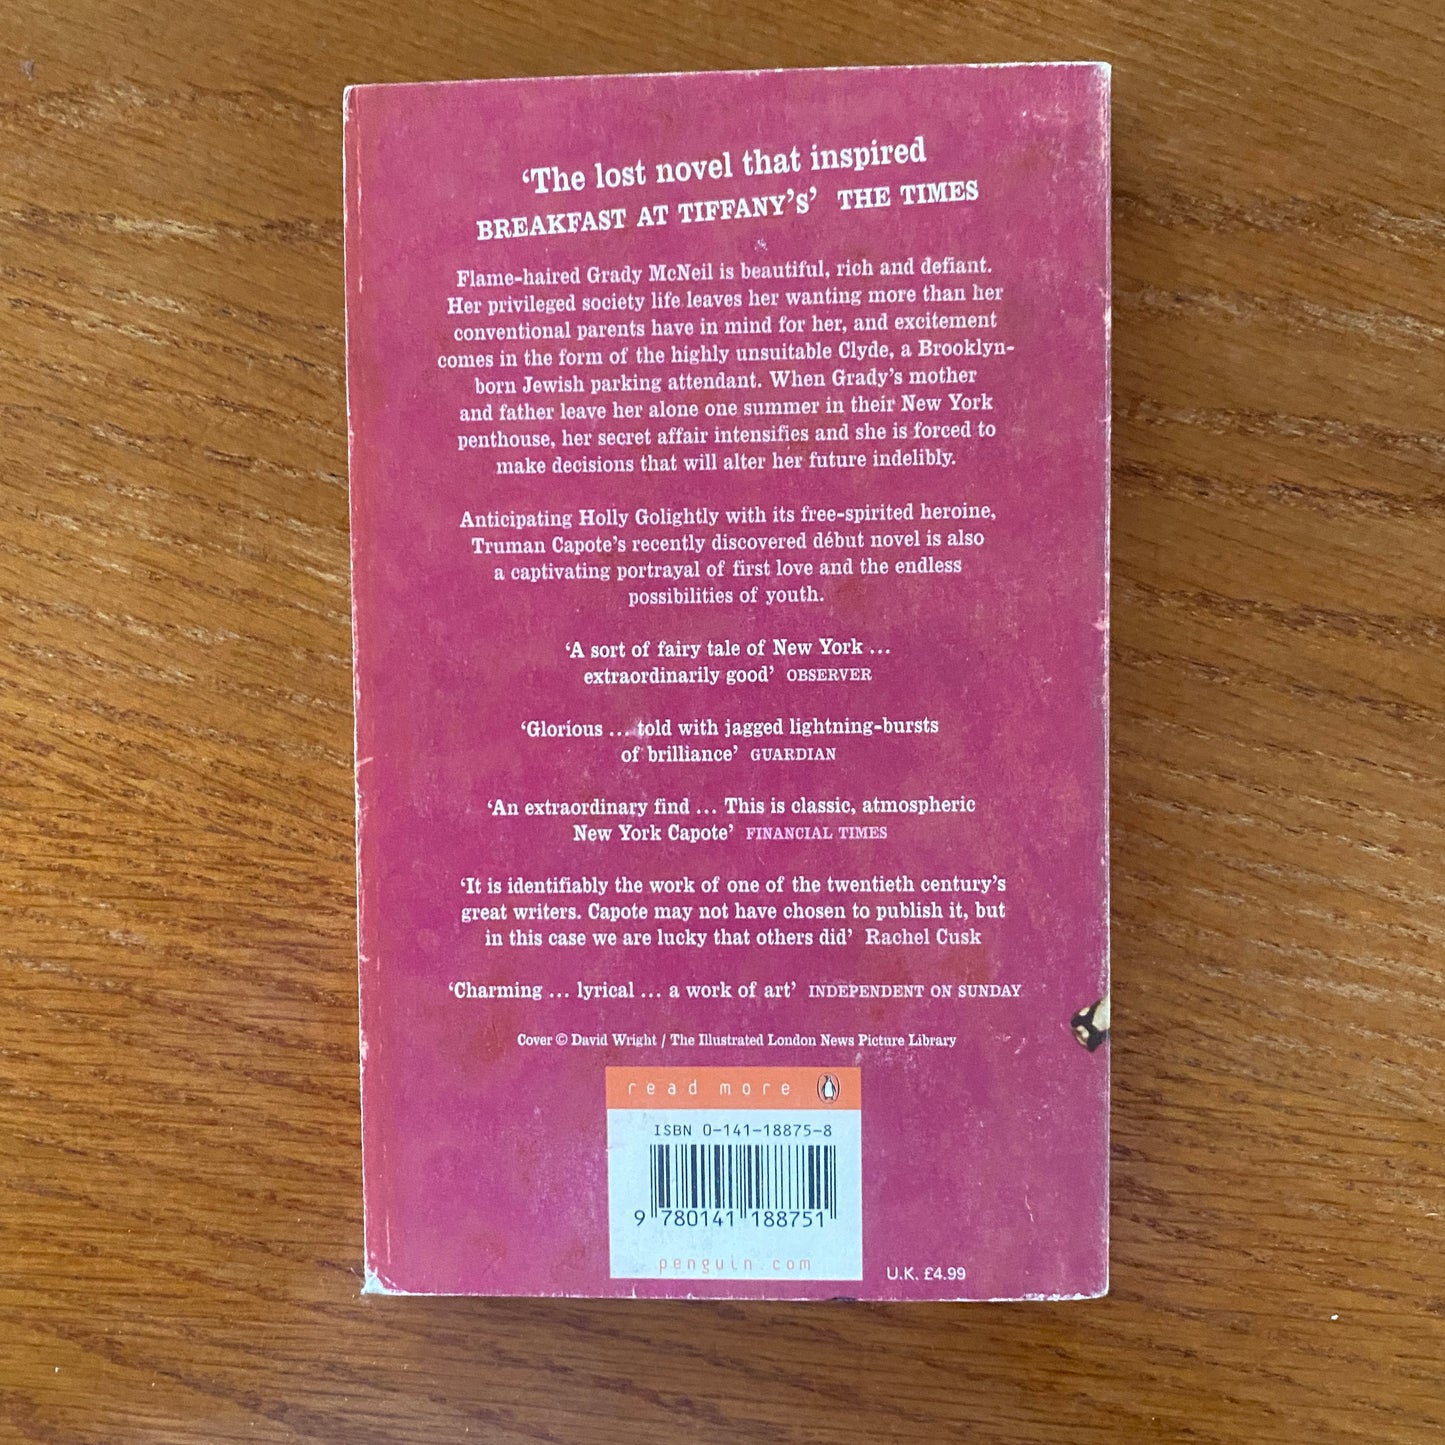 ‘The lost novel that inspired
BREAKFAST AT TIFFANY’S’ THE TIMES
Flame-haired Grady McNeil is beautiful, rich and defiant.
Her privileged society life leaves her wanting more than her
conventional parents have in mind for her, and excitement
comes in the form of the highly unsuitable Clyde, a Brooklyn-
born Jewish parking attendant. When Grady’s mother
and father leave her alone one summer in their New York
penthouse, her secret affair intensifies and she is forced to
make decisions that will alter her future indelibly.
Anticipating Holly Golightly with its free-spirited heroine,
Truman Capote’s recently discovered début novel is also
a captivating portrayal of first love and the endless
possibilities of youth.
‘A sort of fairy tale of New York ...
extraordinarily good’ OBSERVER
‘Glorious ... told with jagged lightning-bursts
of brilliance’ GUARDIAN
‘An extraordinary find ... This is classic, atmospheric
New York Capote’ FINANCIAL TIMES
‘It is identifiably the work of one of the twentieth century’s
great writers. Capote may not have chosen to publish it, but
in this case we are lucky that others did’ Rachel Cusk
‘Charming ... lyrical ... a work of art’ INDEPENDENT ON SUNDAY
Cover © David Wright / The Illustrated London News Picture Library
read more
ISBN 0-141-18875-8
9 780141 188751
penguin.com
U.K. £4.99